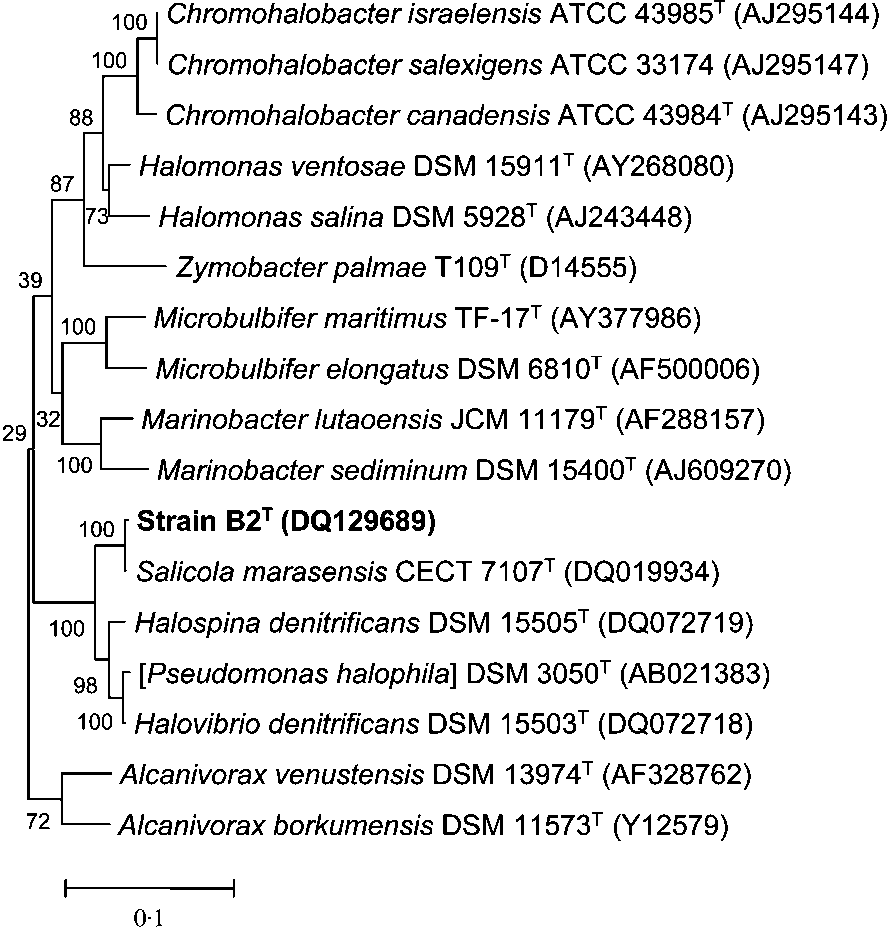 100 Chromohalobacter israelensis ATCC 43985ᵀ (AJ295144)
100 Chromohalobacter salexigens ATCC 33174 (AJ295147)
88 Chromohalobacter canadensis ATCC 43984ᵀ (AJ295143)
Halomonas ventosae DSM 15911ᵀ (AY268080)
87
73 Halomonas salina DSM 5928ᵀ (AJ243448)
Zymobacter palmae T109ᵀ (D14555)
39
100 Microbulbifer maritimus TF-17ᵀ (AY377986)
Microbulbifer elongatus DSM 6810ᵀ (AF500006)
32 Marinobacter lutaoensis JCM 11179ᵀ (AF288157)
29
100 Marinobacter sediminum DSM 15400ᵀ (AJ609270)
100 Strain B2ᵀ (DQ129689)
Salicola marasensis CECT 7107ᵀ (DQ019934)
100 Halospina denitrificans DSM 15505ᵀ (DQ072719)
98 [Pseudomonas halophila] DSM 3050ᵀ (AB021383)
100 Halovibrio denitrificans DSM 15503ᵀ (DQ072718)
Alcanivorax venustensis DSM 13974ᵀ (AF328762)
72 Alcanivorax borkumensis DSM 11573ᵀ (Y12579)
0·1